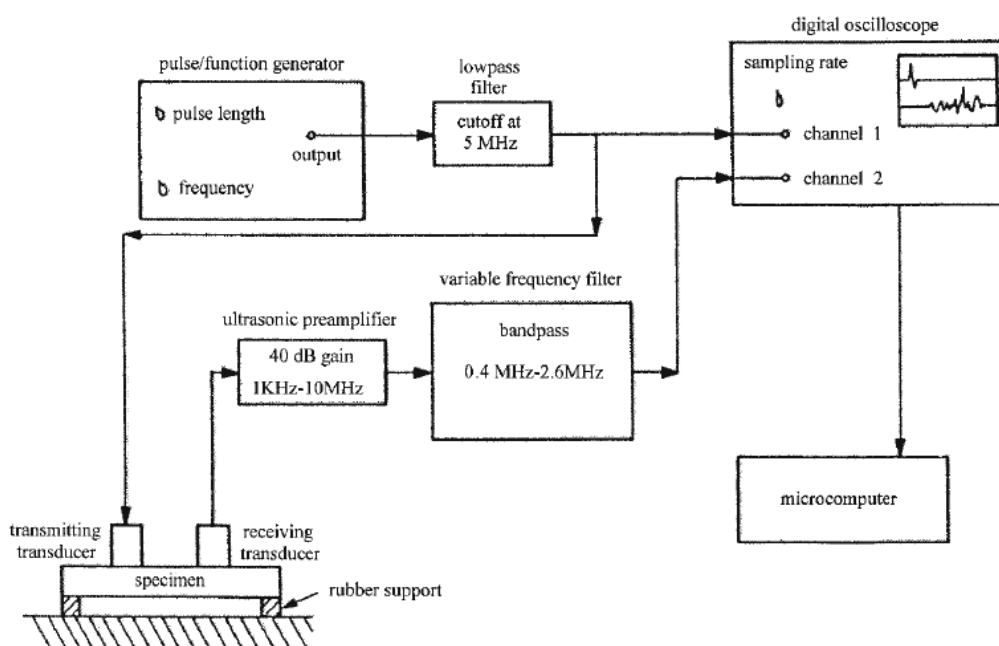 digital oscilloscope
pulse/function generator
lowpass
filter
sampling rate
pulse length
cutoff at
5 MHz
output
channel 1
frequency
channel 2
variable frequency filter
ultrasonic preamplifier
bandpass
40 dB gain
1KHz-10MHz
0.4 MHz-2.6MHz
microcomputer
transmitting
transducer
receiving
transducer
specimen
rubber support